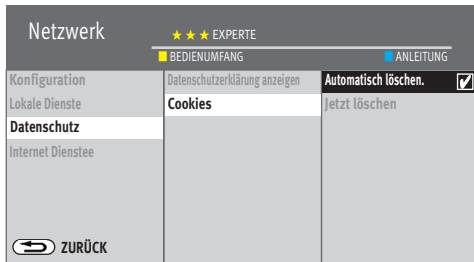 Netzwerk
★ ★ ★ EXPERTE
BEDIENUMFANG
ANLEITUNG
Konfiguration
Lokale Dienste
Datenschutz
Internet Dienstee
Datenschutzerklärung anzeigen
Cookies
Automatisch löschen.
Jetzt löschen
ZURÜCK